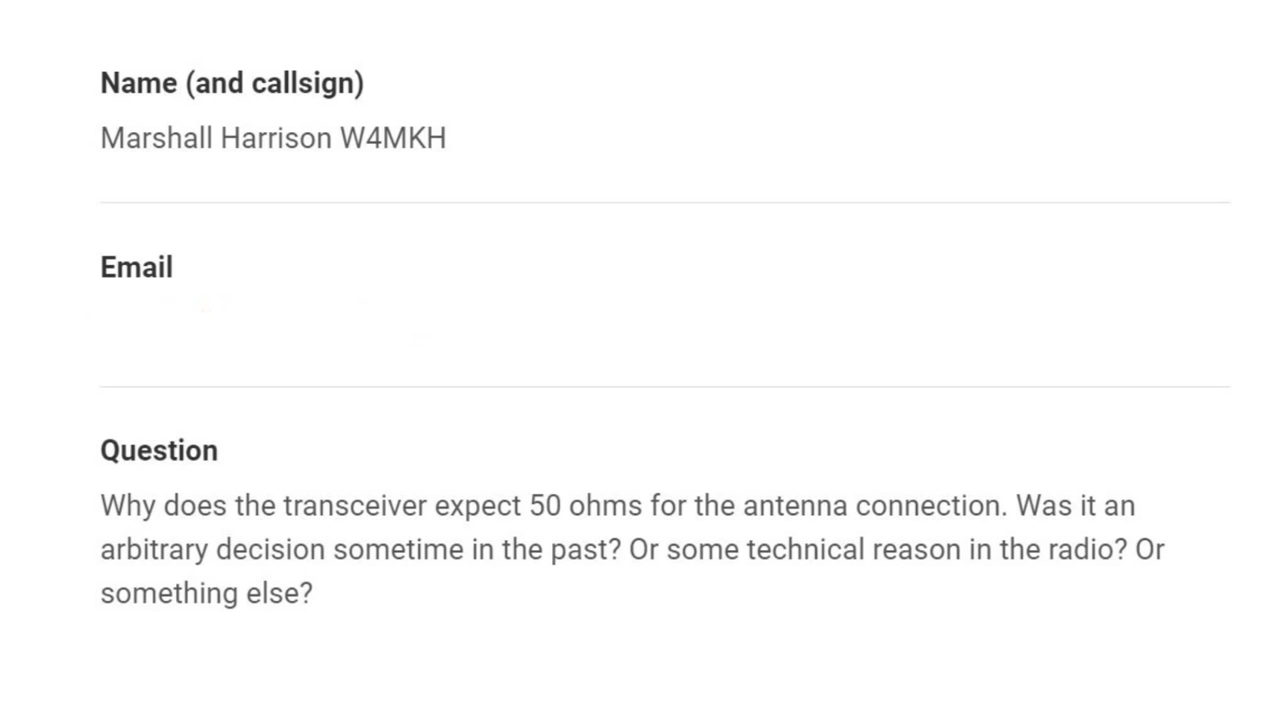 Name (and callsign)
Marshall Harrison W4MKH
Email
Question
Why does the transceiver expect 50 ohms for the antenna connection. Was it an
arbitrary decision sometime in the past? Or some technical reason in the radio? Or
something else?